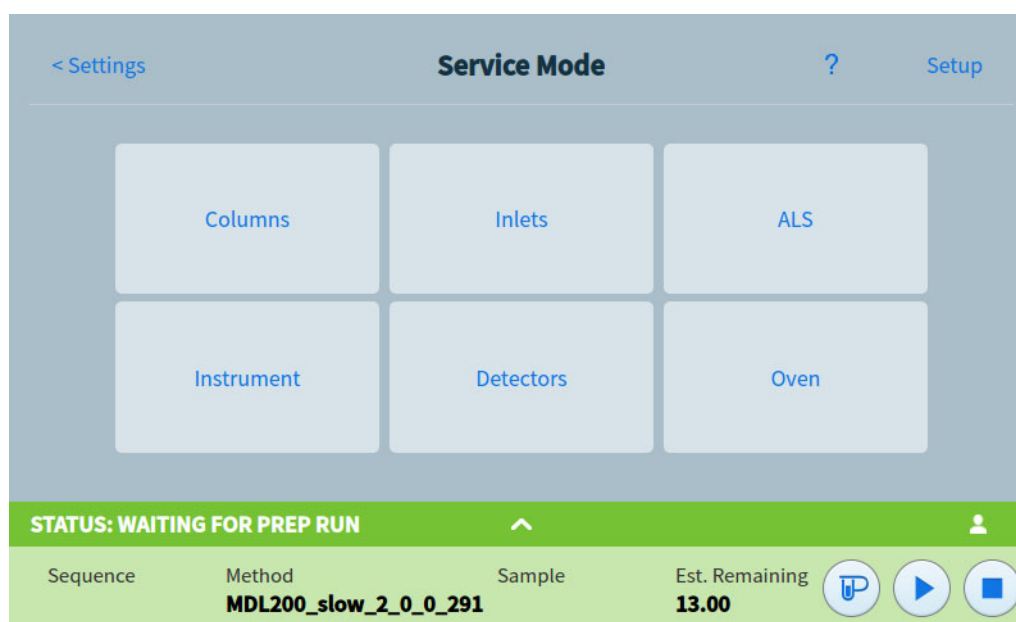 < Settings Service Mode ? Setup
Columns Inlets ALS
Instrument Detectors Oven
STATUS: WAITING FOR PREP RUN
Sequence Method Sample Est. Remaining
MDL200_slow_2_0_0_291 13.00